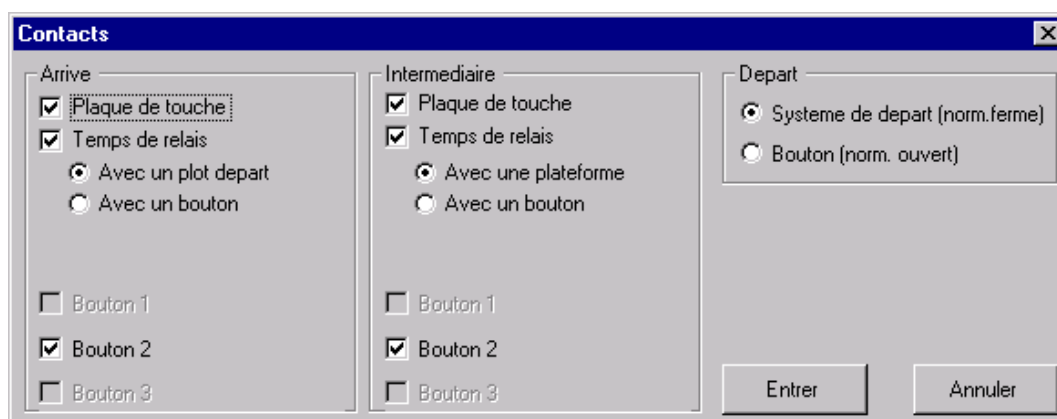 Contacts
Arrive
Plaque de touche
Temps de relais
Avec un plot depart
Avec un bouton
Bouton 1
Bouton 2
Bouton 3
Intermediaire
Plaque de touche
Temps de relais
Avec une plateforme
Avec un bouton
Bouton 1
Bouton 2
Bouton 3
Depart
Systeme de depart (norm.ferme)
Bouton (norm. ouvert)
Entrer
Annuler